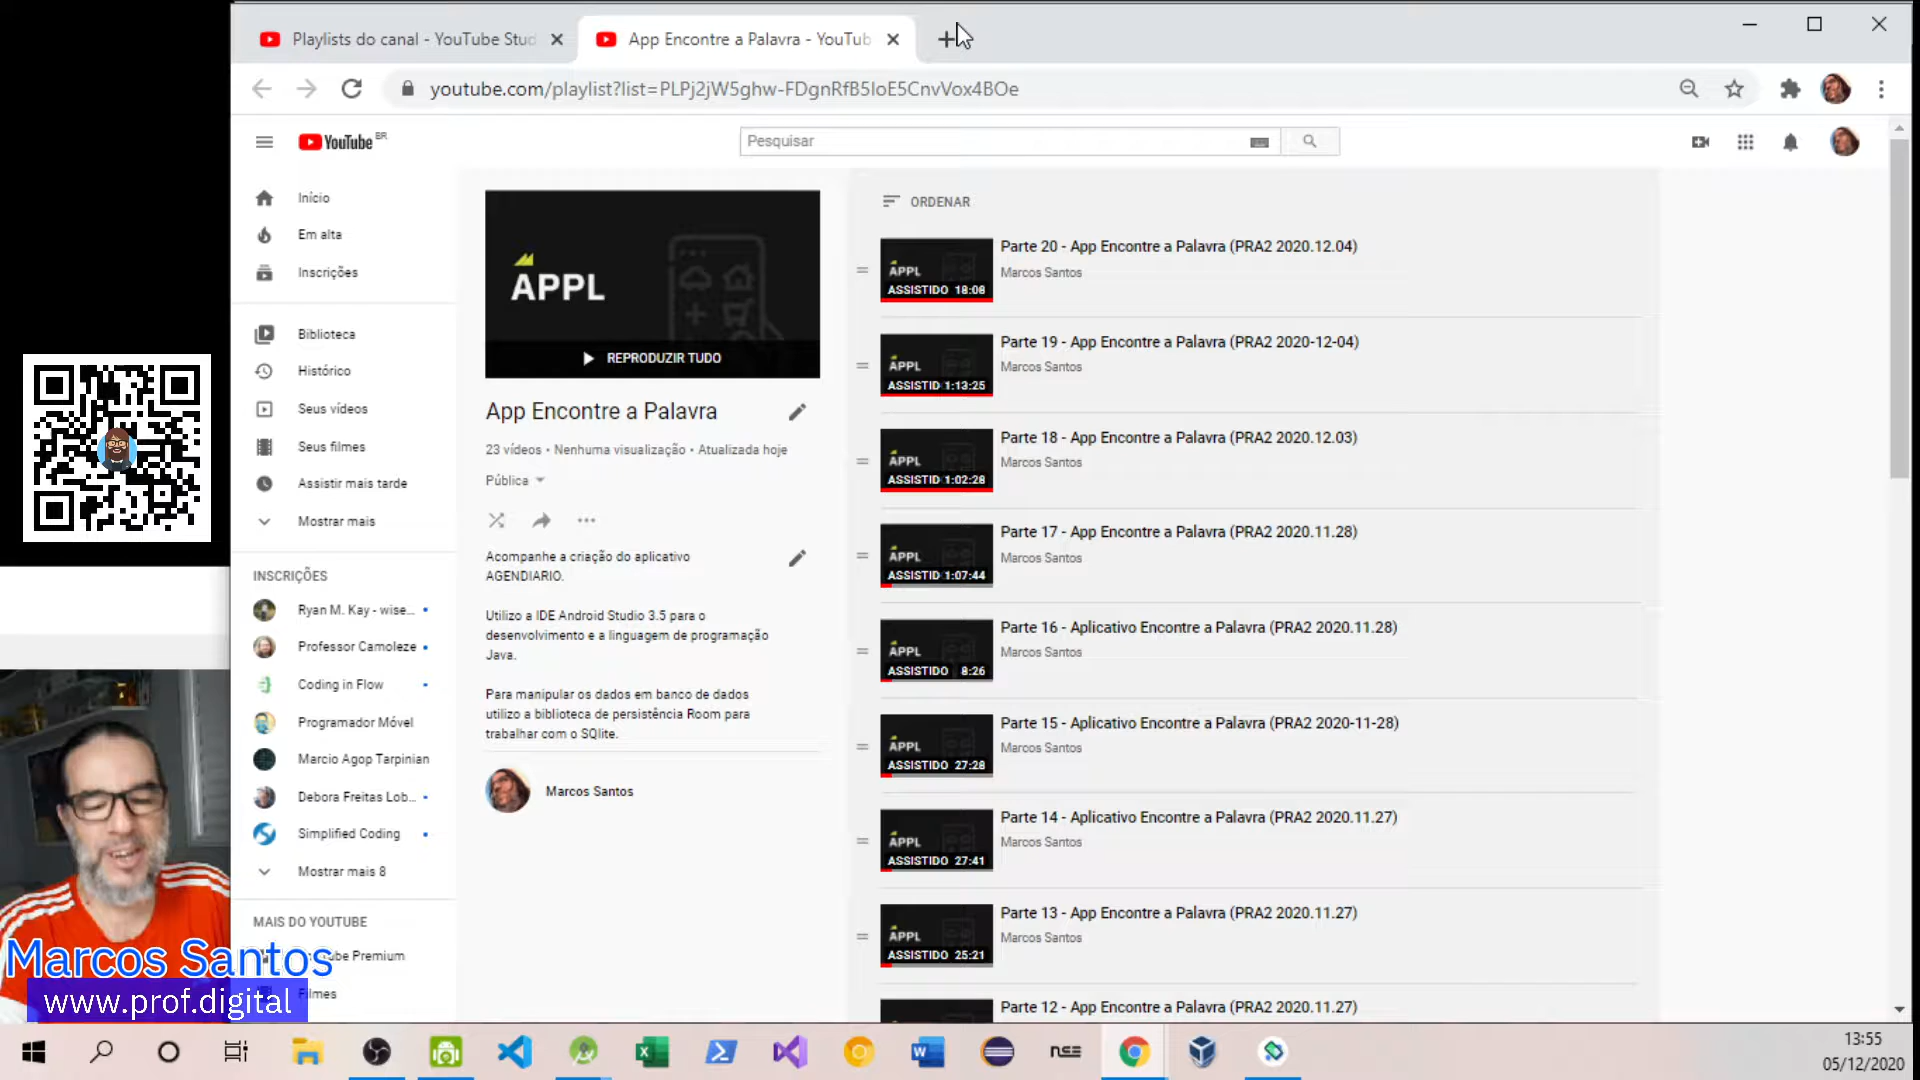 Playlists do canal - YouTube Stud
App Encontre a Palavra - YouTub
youtube.com/playlist?list=PLPj2jW5ghw-FDgnRfB5IoE5CnvVox4BOe
YouTube BR
Pesquisar
Início
Em alta
Inscrições
Biblioteca
Histórico
Seus vídeos
Seus filmes
Assistir mais tarde
Mostrar mais
INSCRIÇÕES
Ryan M. Kay - wise...
Professor Camoleze
Coding in Flow
Programador Móvel
Marcio Agop Tarpinian
Debora Freitas Lob...
Simplified Coding
Mostrar mais 8
MAIS DO YOUTUBE
Tube Premium
Filmes
APPL
REPRODUZIR TUDO
App Encontre a Palavra
23 vídeos • Nenhuma visualização • Atualizada hoje
Pública
Acompanhe a criação do aplicativo
AGENDIARIO.
Utilizo a IDE Android Studio 3.5 para o
desenvolvimento e a linguagem de programação
Java.
Para manipular os dados em banco de dados
utilizo a biblioteca de persistência Room para
trabalhar com o SQlite.
Marcos Santos
ORDENAR
APPL
ASSISTIDO 18:08
Parte 20 - App Encontre a Palavra (PRA2 2020.12.04)
Marcos Santos
APPL
ASSISTID 1:13:25
Parte 19 - App Encontre a Palavra (PRA2 2020-12-04)
Marcos Santos
APPL
ASSISTID 1:02:28
Parte 18 - App Encontre a Palavra (PRA2 2020.12.03)
Marcos Santos
APPL
ASSISTID 1:07:44
Parte 17 - App Encontre a Palavra (PRA2 2020.11.28)
Marcos Santos
APPL
ASSISTIDO 8:26
Parte 16 - Aplicativo Encontre a Palavra (PRA2 2020.11.28)
Marcos Santos
APPL
ASSISTIDO 27:28
Parte 15 - Aplicativo Encontre a Palavra (PRA2 2020-11-28)
Marcos Santos
APPL
ASSISTIDO 27:41
Parte 14 - Aplicativo Encontre a Palavra (PRA2 2020.11.27)
Marcos Santos
APPL
ASSISTIDO 25:21
Parte 13 - App Encontre a Palavra (PRA2 2020.11.27)
Marcos Santos
Parte 12 - App Encontre a Palavra (PRA2 2020.11.27)
Marcos Santos
www.prof.digital
nse
13:55
05/12/2020